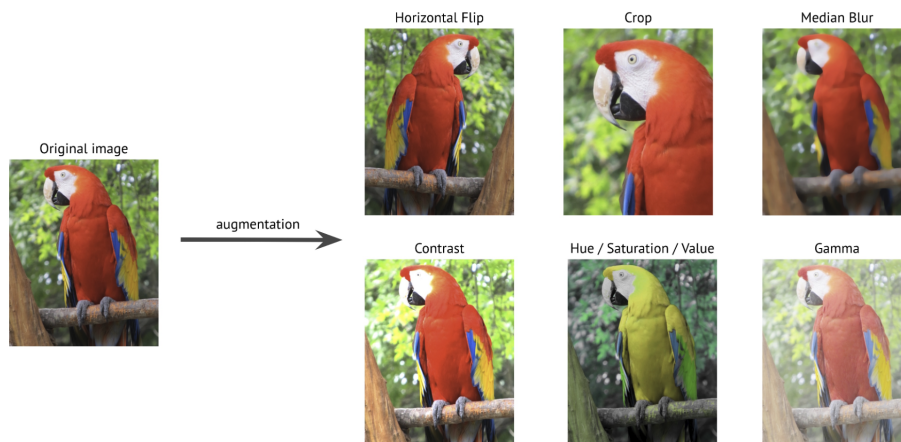 Horizontal Flip
Crop
Median Blur
Original image
augmentation
Contrast
Hue / Saturation / Value
Gamma